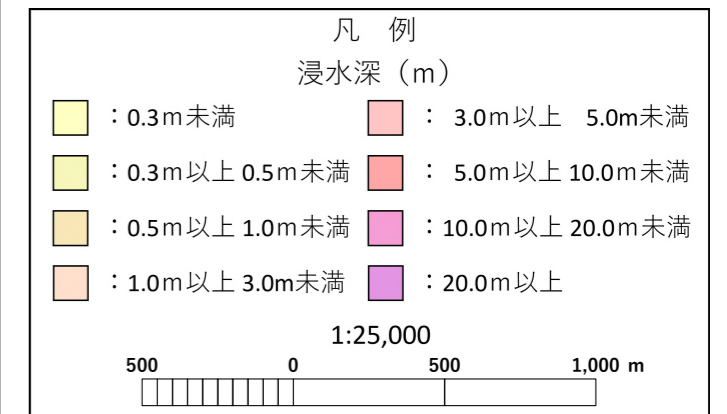 凡　例
浸水深（m）
：0.3m未満　：　3.0m以上　5.0m未満
：0.3m以上 0.5m未満　：　5.0m以上 10.0m未満
：0.5m以上 1.0m未満　：10.0m以上 20.0m未満
：1.0m以上 3.0m未満　：20.0m以上
1:25,000
500　0　500　1,000 m